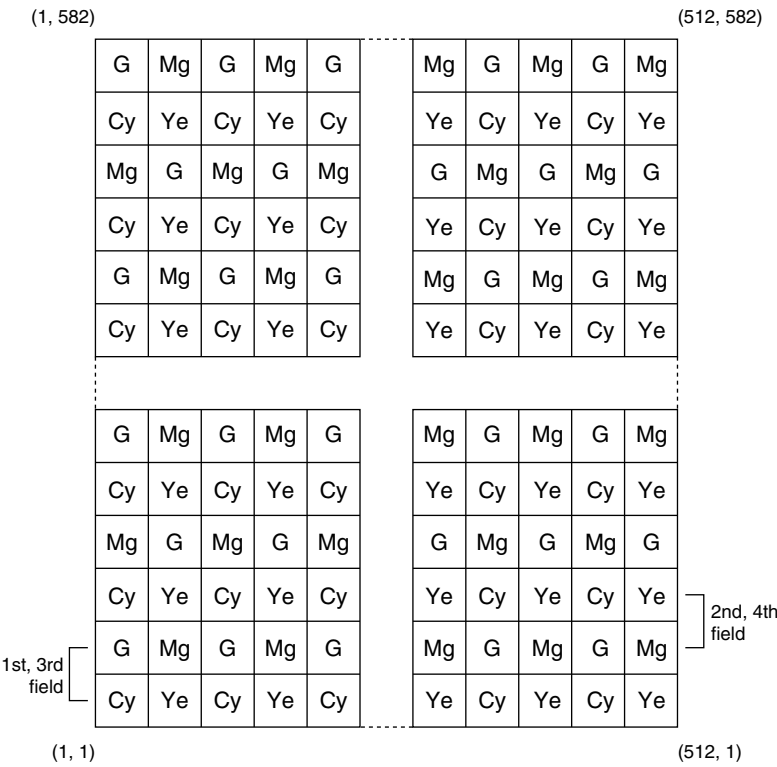 (1, 582) (512, 582)
G Mg G Mg G Mg G Mg G Mg
Cy Ye Cy Ye Cy Ye Cy Ye Cy Ye
Mg G Mg G Mg G Mg G Mg G
Cy Ye Cy Ye Cy Ye Cy Ye Cy Ye
G Mg G Mg G Mg G Mg G Mg
Cy Ye Cy Ye Cy Ye Cy Ye Cy Ye
G Mg G Mg G Mg G Mg G Mg
Cy Ye Cy Ye Cy Ye Cy Ye Cy Ye
Mg G Mg G Mg G Mg G Mg G
Cy Ye Cy Ye Cy Ye Cy Ye Cy Ye
2nd, 4th
field
G Mg G Mg G Mg G Mg G Mg
1st, 3rd
field
Cy Ye Cy Ye Cy Ye Cy Ye Cy Ye
(1, 1) (512, 1)